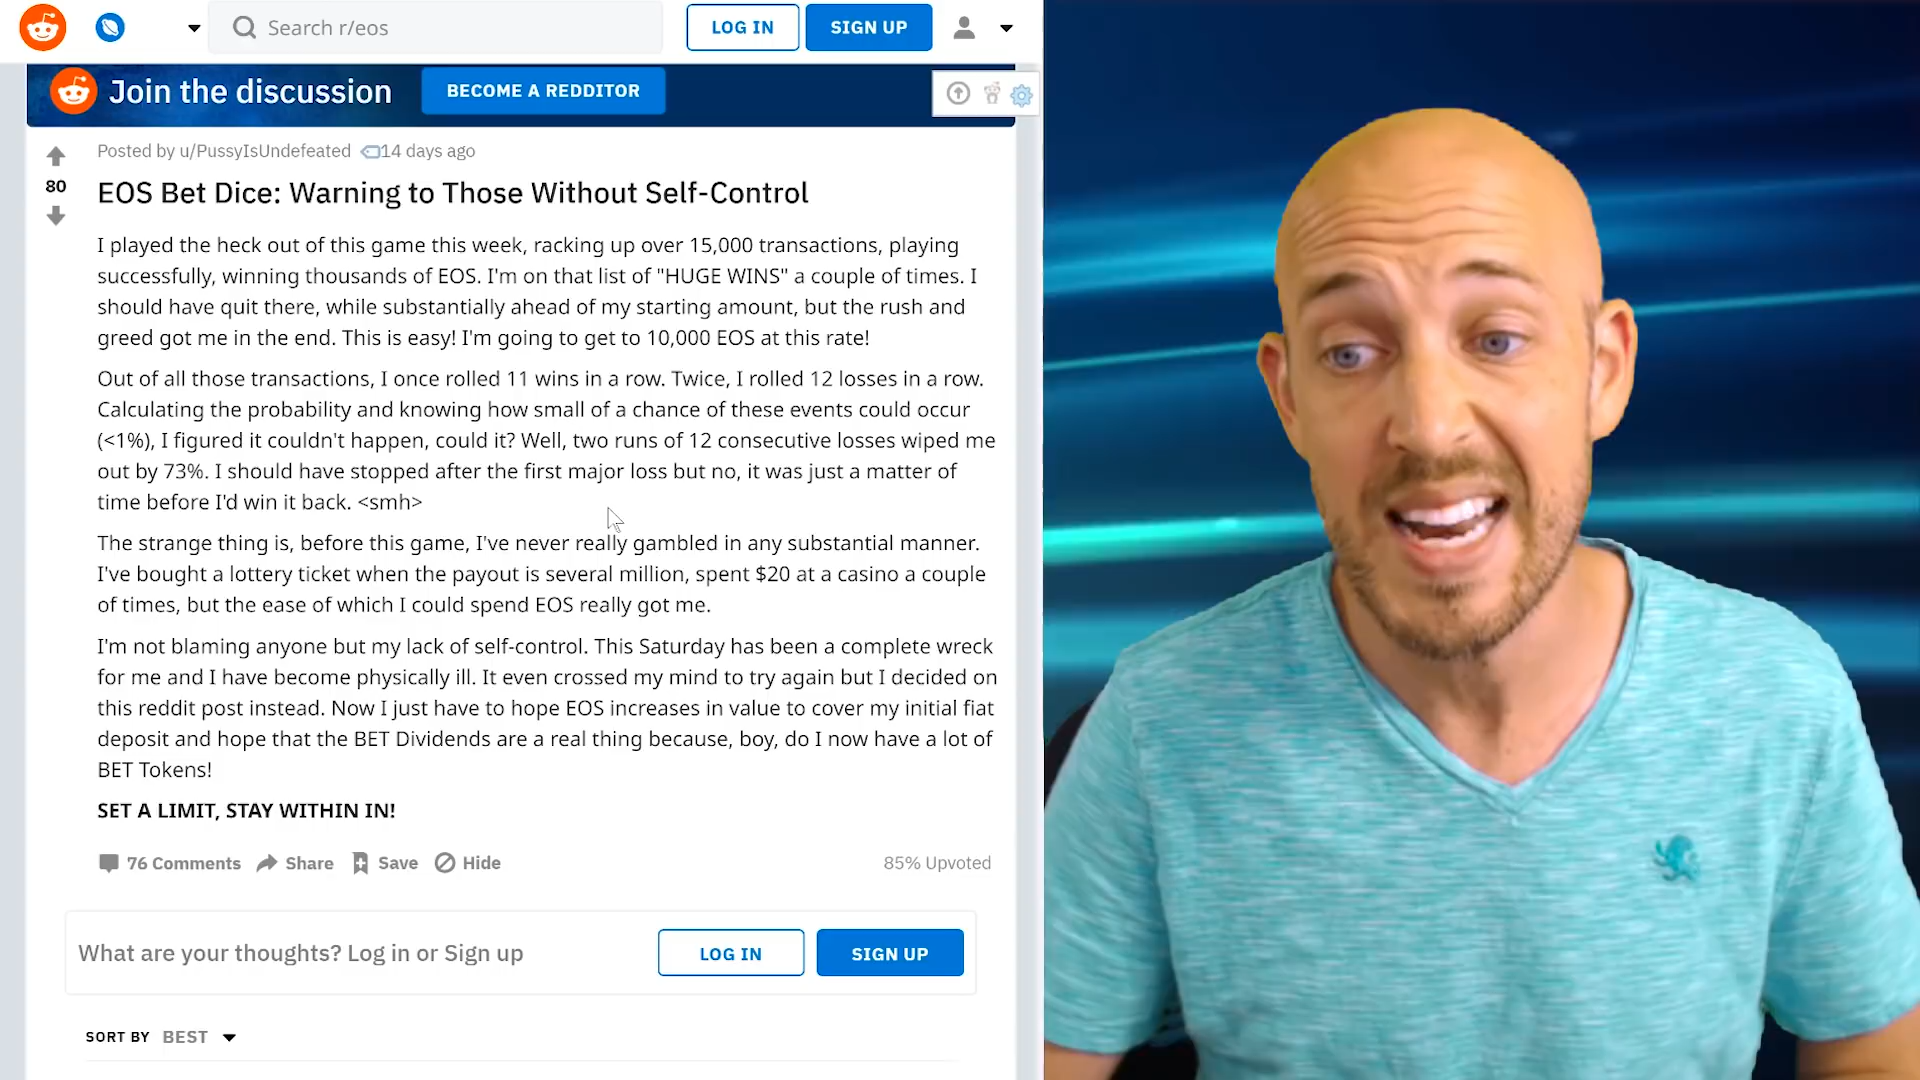 Search r/eos
LOG IN
SIGN UP
Join the discussion
BECOME A REDDITOR
Posted by u/PussyIsUndefeated 14 days ago
80
EOS Bet Dice: Warning to Those Without Self-Control
I played the heck out of this game this week, racking up over 15,000 transactions, playing
successfully, winning thousands of EOS. I'm on that list of "HUGE WINS" a couple of times. I
should have quit there, while substantially ahead of my starting amount, but the rush and
greed got me in the end. This is easy! I'm going to get to 10,000 EOS at this rate!
Out of all those transactions, I once rolled 11 wins in a row. Twice, I rolled 12 losses in a row.
Calculating the probability and knowing how small of a chance of these events could occur
(<1%), I figured it couldn't happen, could it? Well, two runs of 12 consecutive losses wiped me
out by 73%. I should have stopped after the first major loss but no, it was just a matter of
time before I'd win it back. <smh>
The strange thing is, before this game, I've never really gambled in any substantial manner.
I've bought a lottery ticket when the payout is several million, spent $20 at a casino a couple
of times, but the ease of which I could spend EOS really got me.
I'm not blaming anyone but my lack of self-control. This Saturday has been a complete wreck
for me and I have become physically ill. It even crossed my mind to try again but I decided on
this reddit post instead. Now I just have to hope EOS increases in value to cover my initial fiat
deposit and hope that the BET Dividends are a real thing because, boy, do I now have a lot of
BET Tokens!
SET A LIMIT, STAY WITHIN IN!
76 Comments Share Save Hide 85% Upvoted
What are your thoughts? Log in or Sign up
LOG IN
SIGN UP
SORT BY BEST